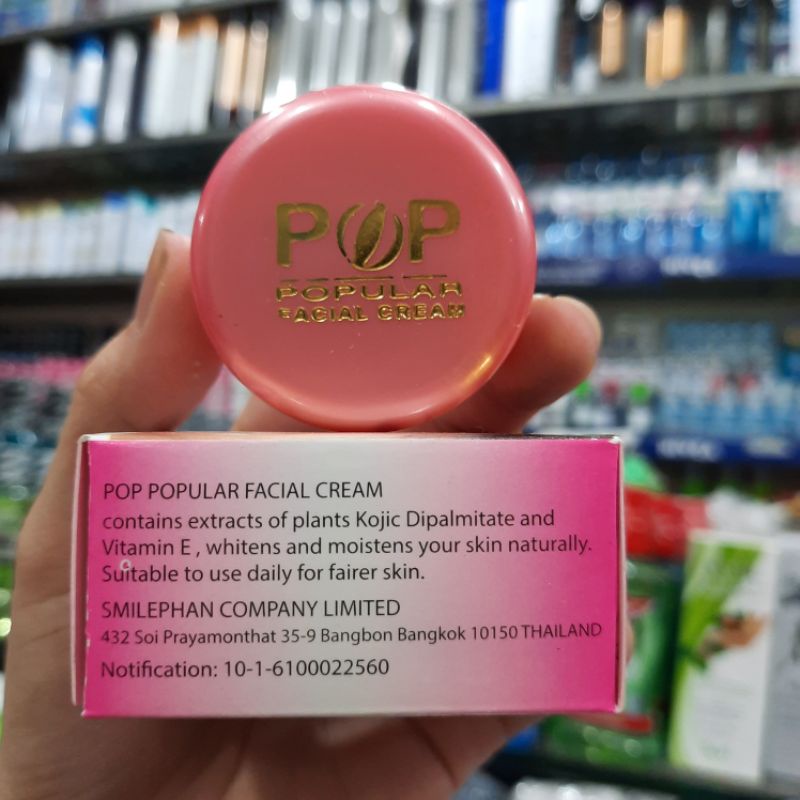 POP
POPULAR
FACIAL CREAM
POP POPULAR FACIAL CREAM
contains extracts of plants Kojic Dipalmitate and
Vitamin E , whitens and moistens your skin naturally.
Suitable to use daily for fairer skin.
SMILEPHAN COMPANY LIMITED
432 Soi Prayamonthat 35-9 Bangbon Bangkok 10150 THAILAND
Notification: 10-1-6100022560